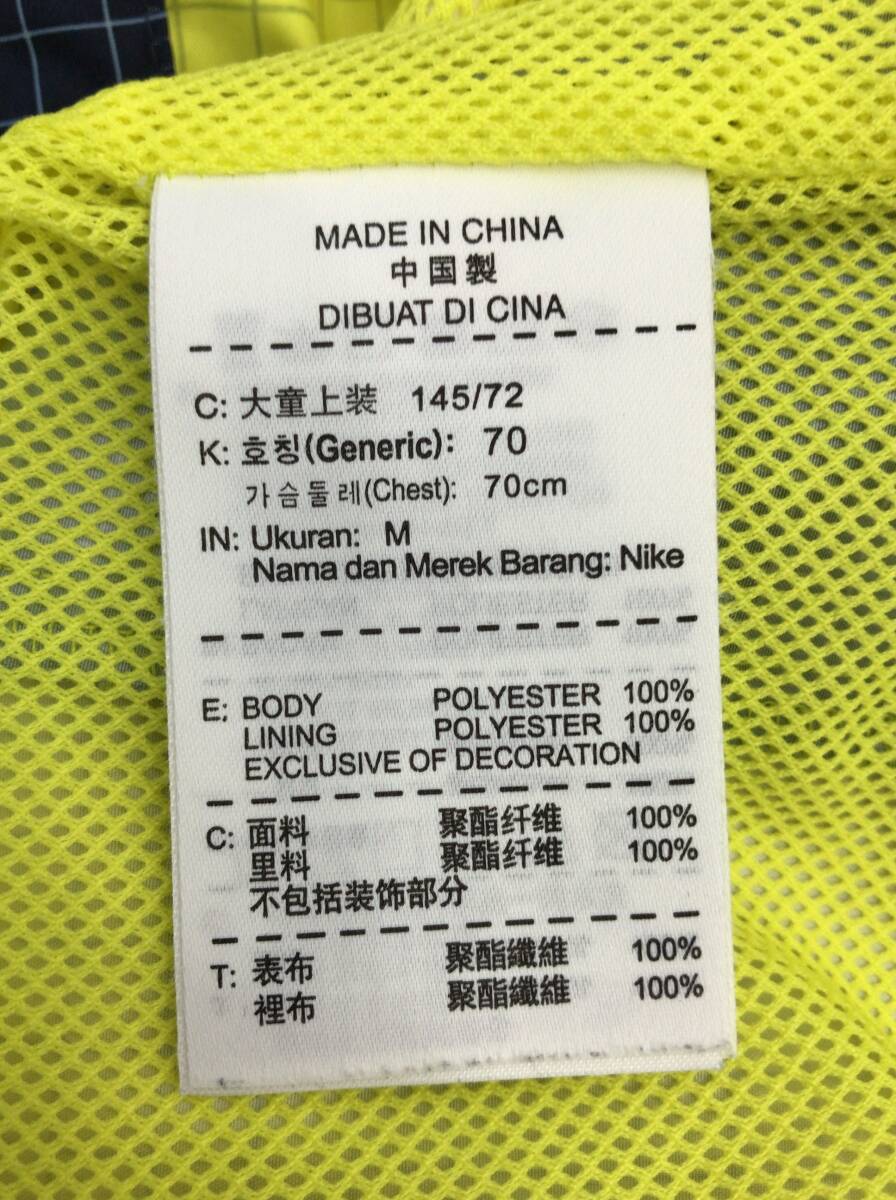 MADE IN CHINA
中国製
DIBUAT DI CINA
C: 大童上装 145/72
K: 호칭(Generic): 70
가슴둘레(Chest): 70cm
IN: Ukuran: M
Nama dan Merek Barang: Nike
E: BODY POLYESTER 100%
LINING POLYESTER 100%
EXCLUSIVE OF DECORATION
C: 面料 聚酯纤维 100%
里料 聚酯纤维 100%
不包括装饰部分
T: 表布 聚酯纖維 100%
裡布 聚酯纖維 100%